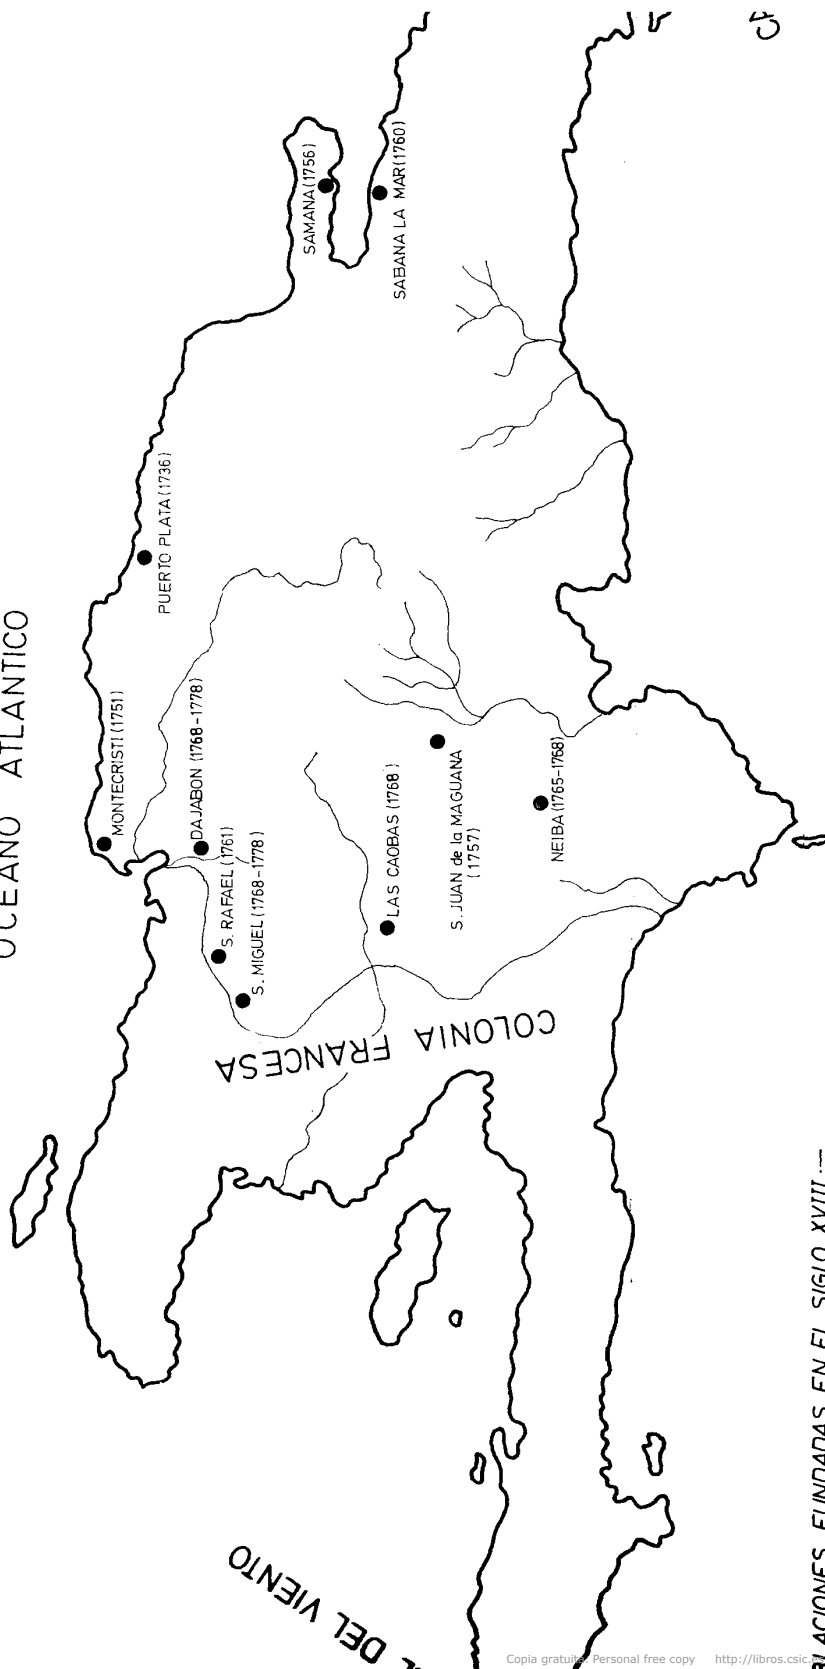 OCEANO ATLANTICO
SAMANA (1756)
SABANA LA MAR (1760)
PUERTO PLATA (1736)
MONTECRISTI (1751)
DAJABON (1768-1778)
S. RAFAEL (1761)
S. MIGUEL (1768-1778)
LAS CAOBAS (1768)
S. JUAN de la MAGUANA
(1757)
NEIBA (1765-1768)
COLONIA FRANCESA
DEL VIENTO
FUNDADAS EN EL SIGLO XVIII.—
Copia gratuita. Personal free copy http://libros.csic.es